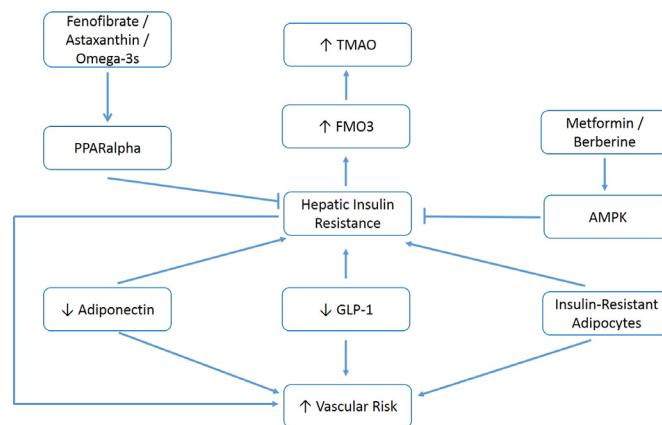 Fenofibrate /
Astaxanthin /
Omega-3s
↑ TMAO
↑ FMO3
Metformin /
Berberine
PPARalpha
Hepatic Insulin
Resistance
AMPK
↓ Adiponectin
↓ GLP-1
Insulin-Resistant
Adipocytes
↑ Vascular Risk